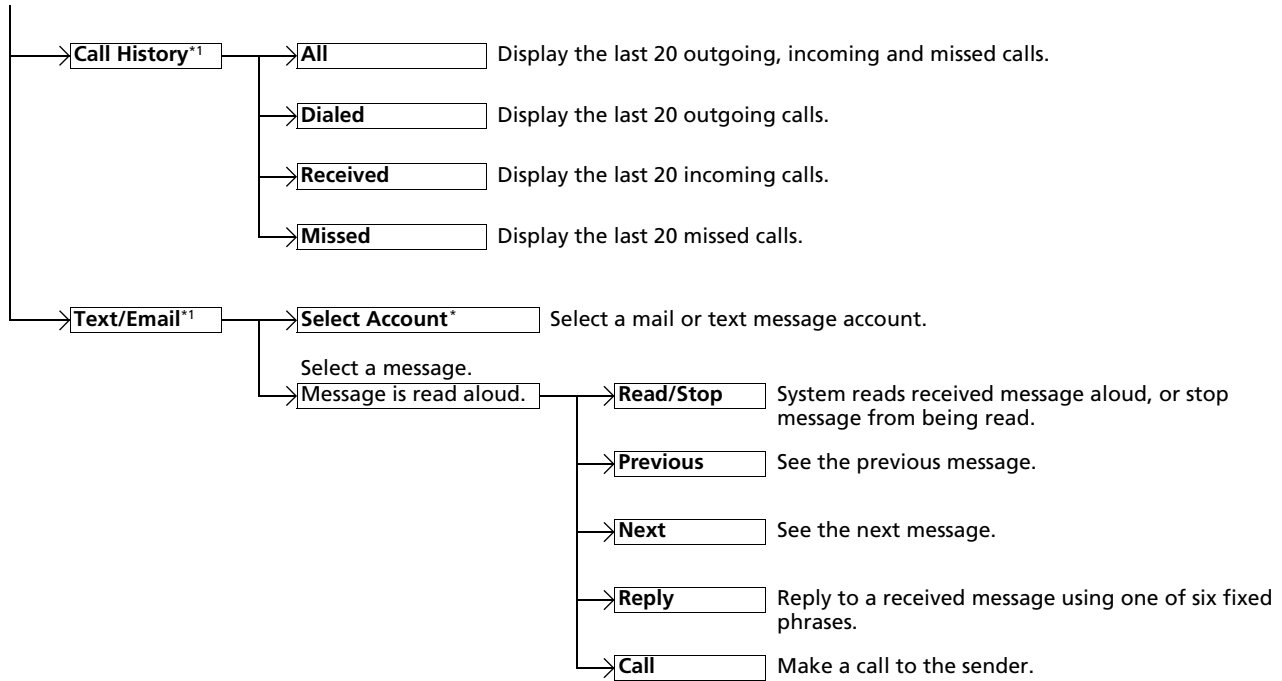 Call History*1
All
Display the last 20 outgoing, incoming and missed calls.
Dialed
Display the last 20 outgoing calls.
Received
Display the last 20 incoming calls.
Missed
Display the last 20 missed calls.
Text/Email*1
Select Account*
Select a mail or text message account.
Select a message.
Message is read aloud.
Read/Stop
System reads received message aloud, or stop
message from being read.
Previous
See the previous message.
Next
See the next message.
Reply
Reply to a received message using one of six fixed
phrases.
Call
Make a call to the sender.